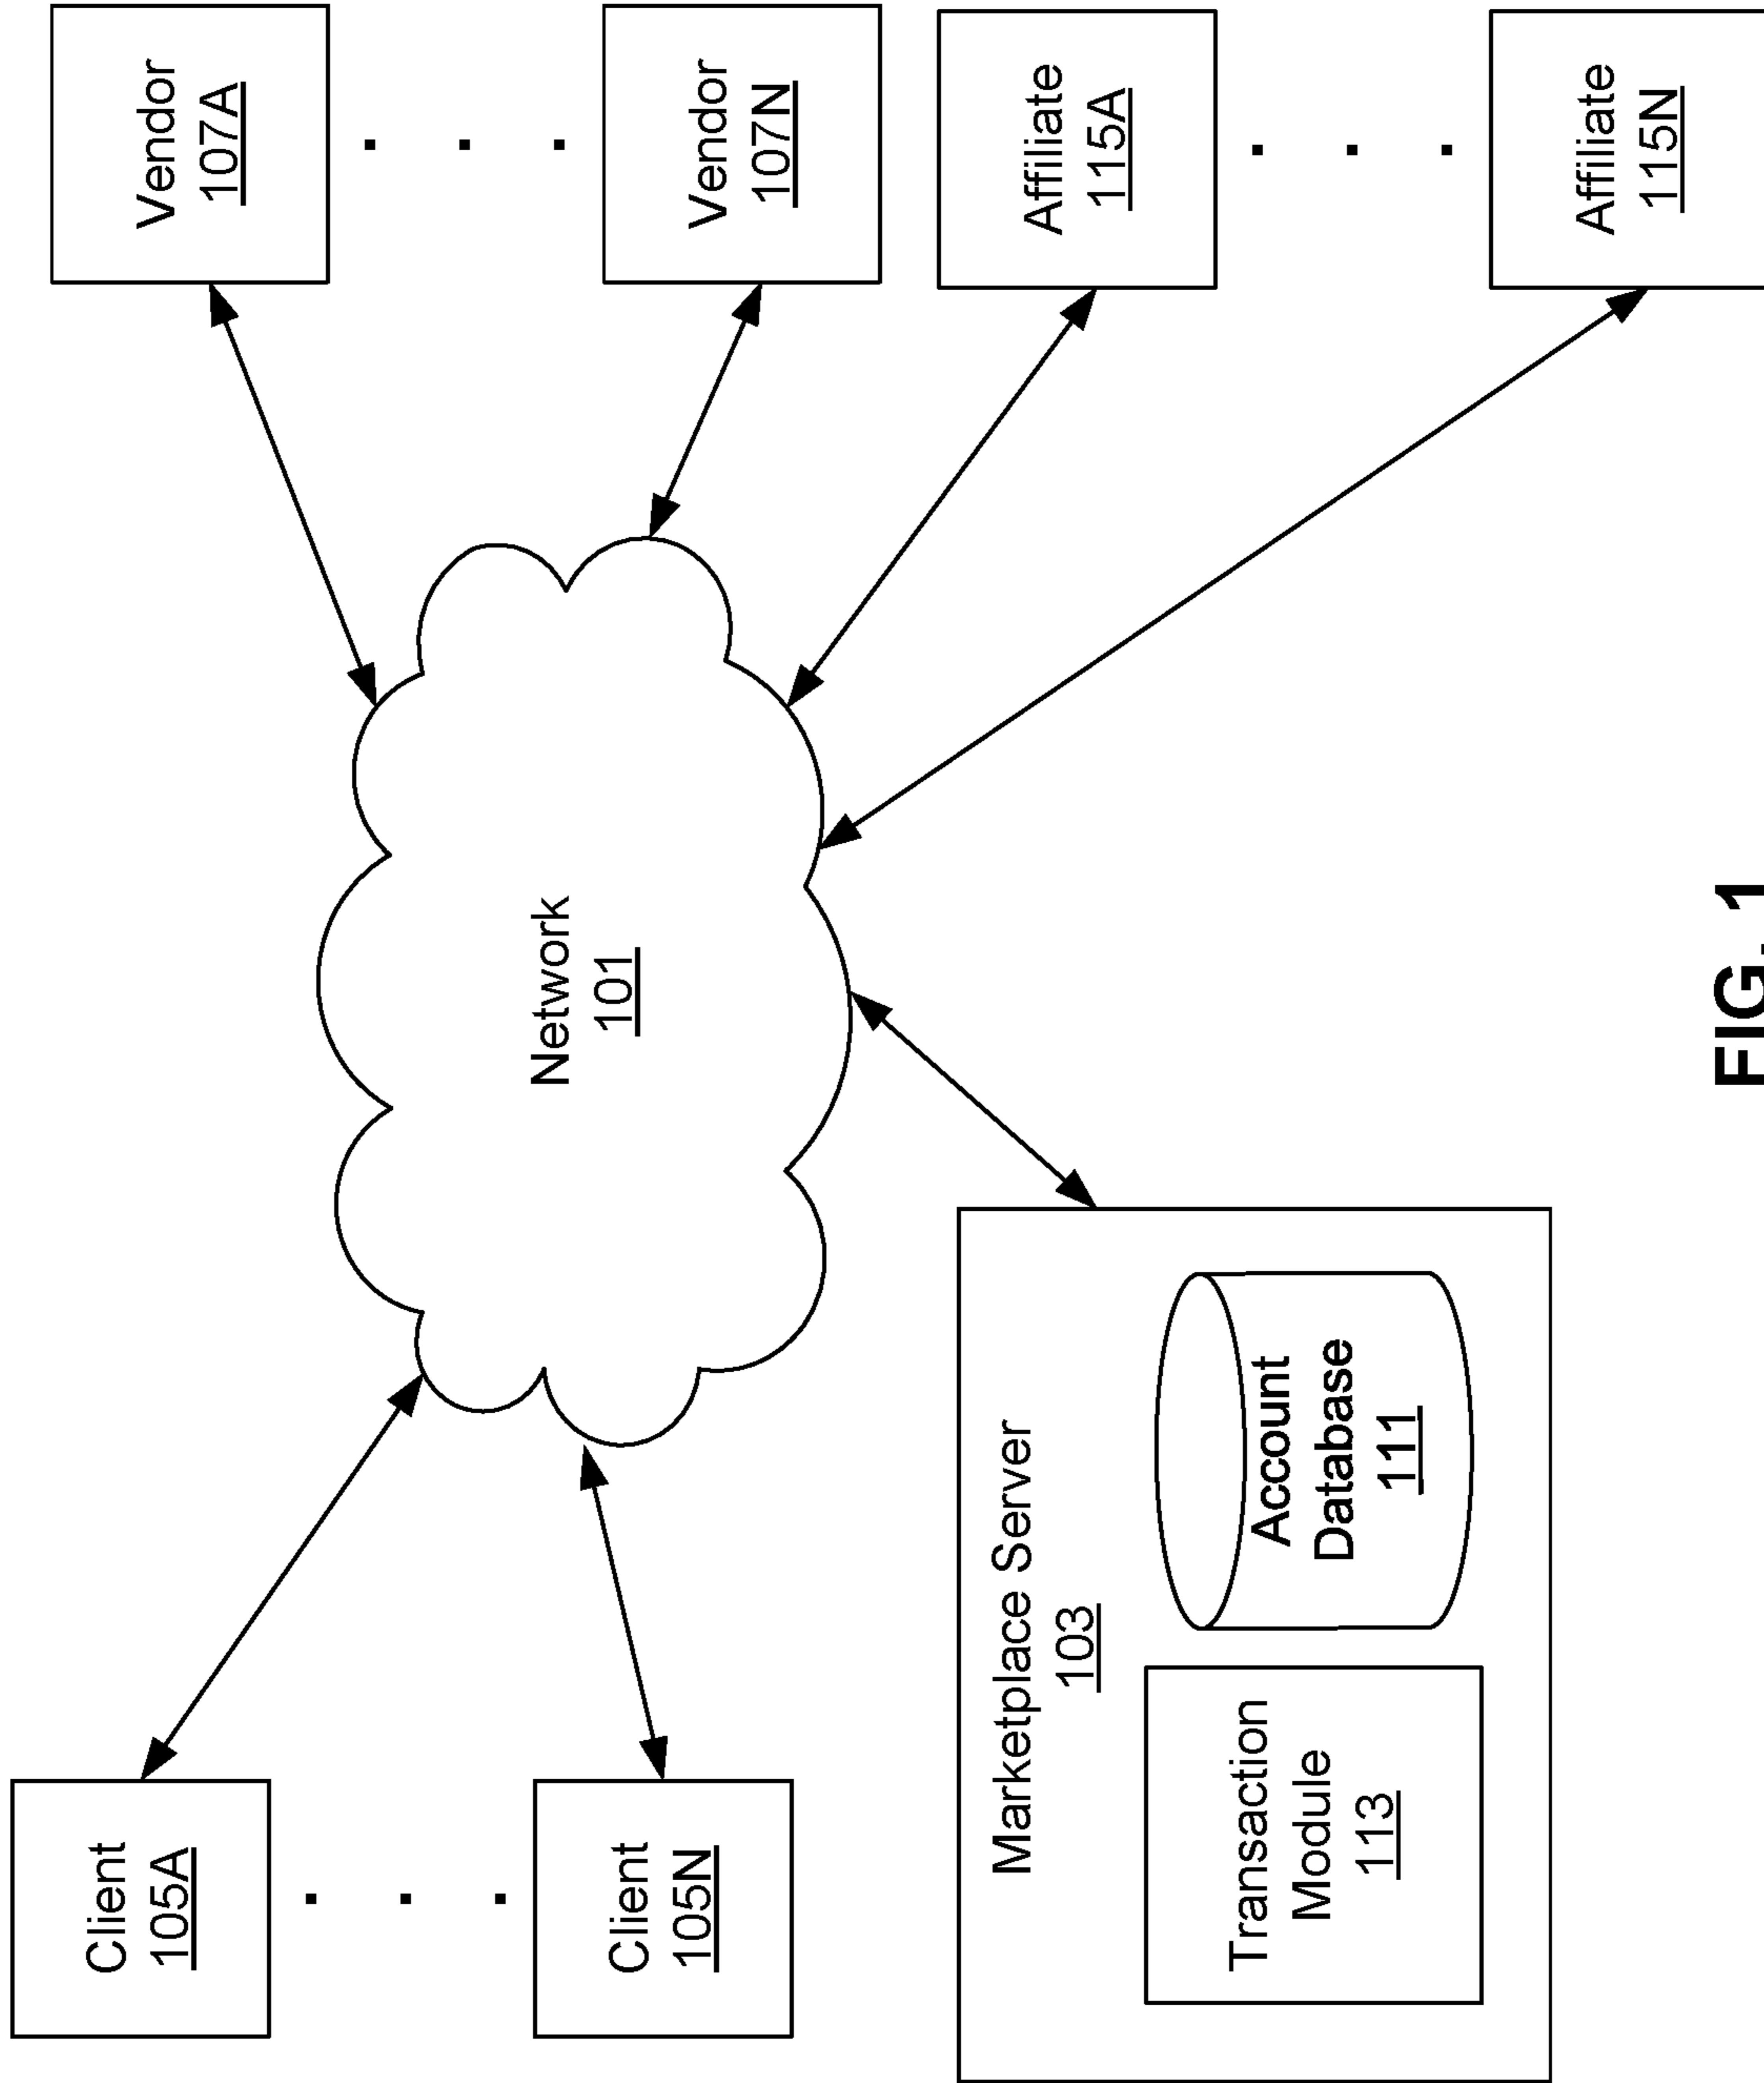 Client
105A
Client
105N
Network
101
Vendor
107A
Vendor
107N
Marketplace Server
103
Transaction
Module
113
Account
Database
111
Affiliate
115A
Affiliate
115N
FIG. 1